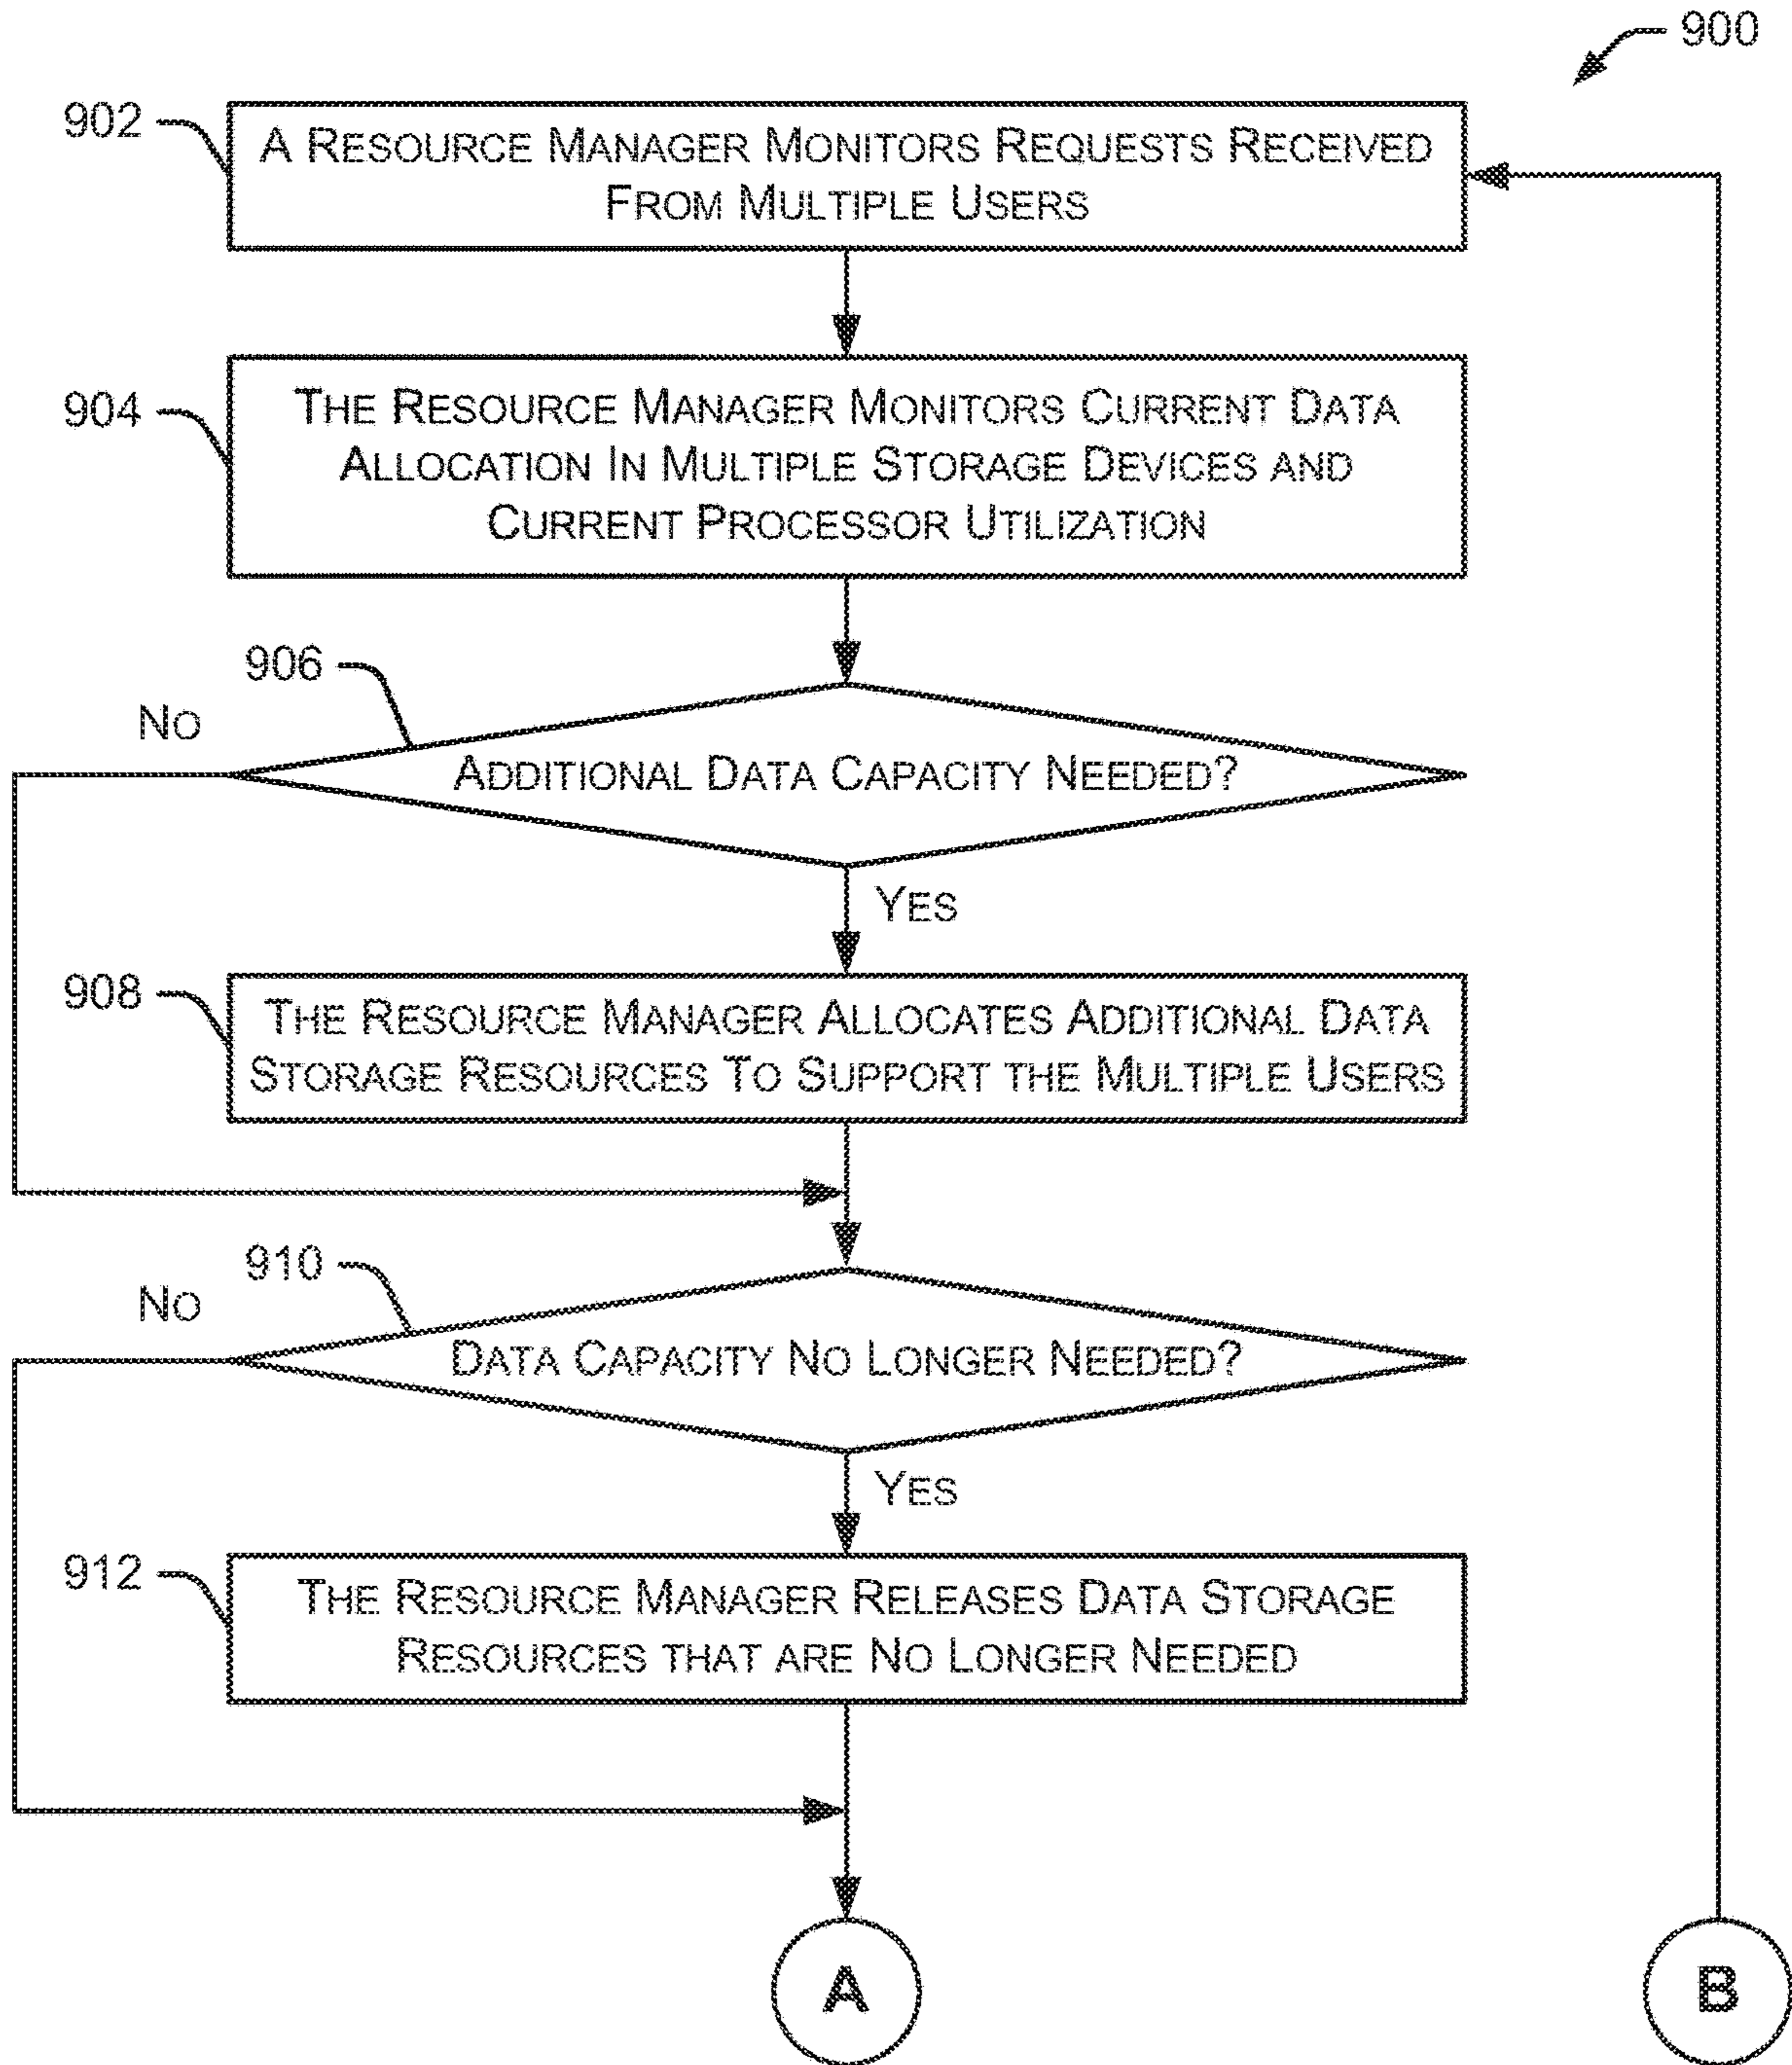 900
902
A RESOURCE MANAGER MONITORS REQUESTS RECEIVED
FROM MULTIPLE USERS
904
THE RESOURCE MANAGER MONITORS CURRENT DATA
ALLOCATION IN MULTIPLE STORAGE DEVICES AND
CURRENT PROCESSOR UTILIZATION
906
NO
ADDITIONAL DATA CAPACITY NEEDED?
YES
908
THE RESOURCE MANAGER ALLOCATES ADDITIONAL DATA
STORAGE RESOURCES TO SUPPORT THE MULTIPLE USERS
910
NO
DATA CAPACITY NO LONGER NEEDED?
YES
912
THE RESOURCE MANAGER RELEASES DATA STORAGE
RESOURCES THAT ARE NO LONGER NEEDED
A
B